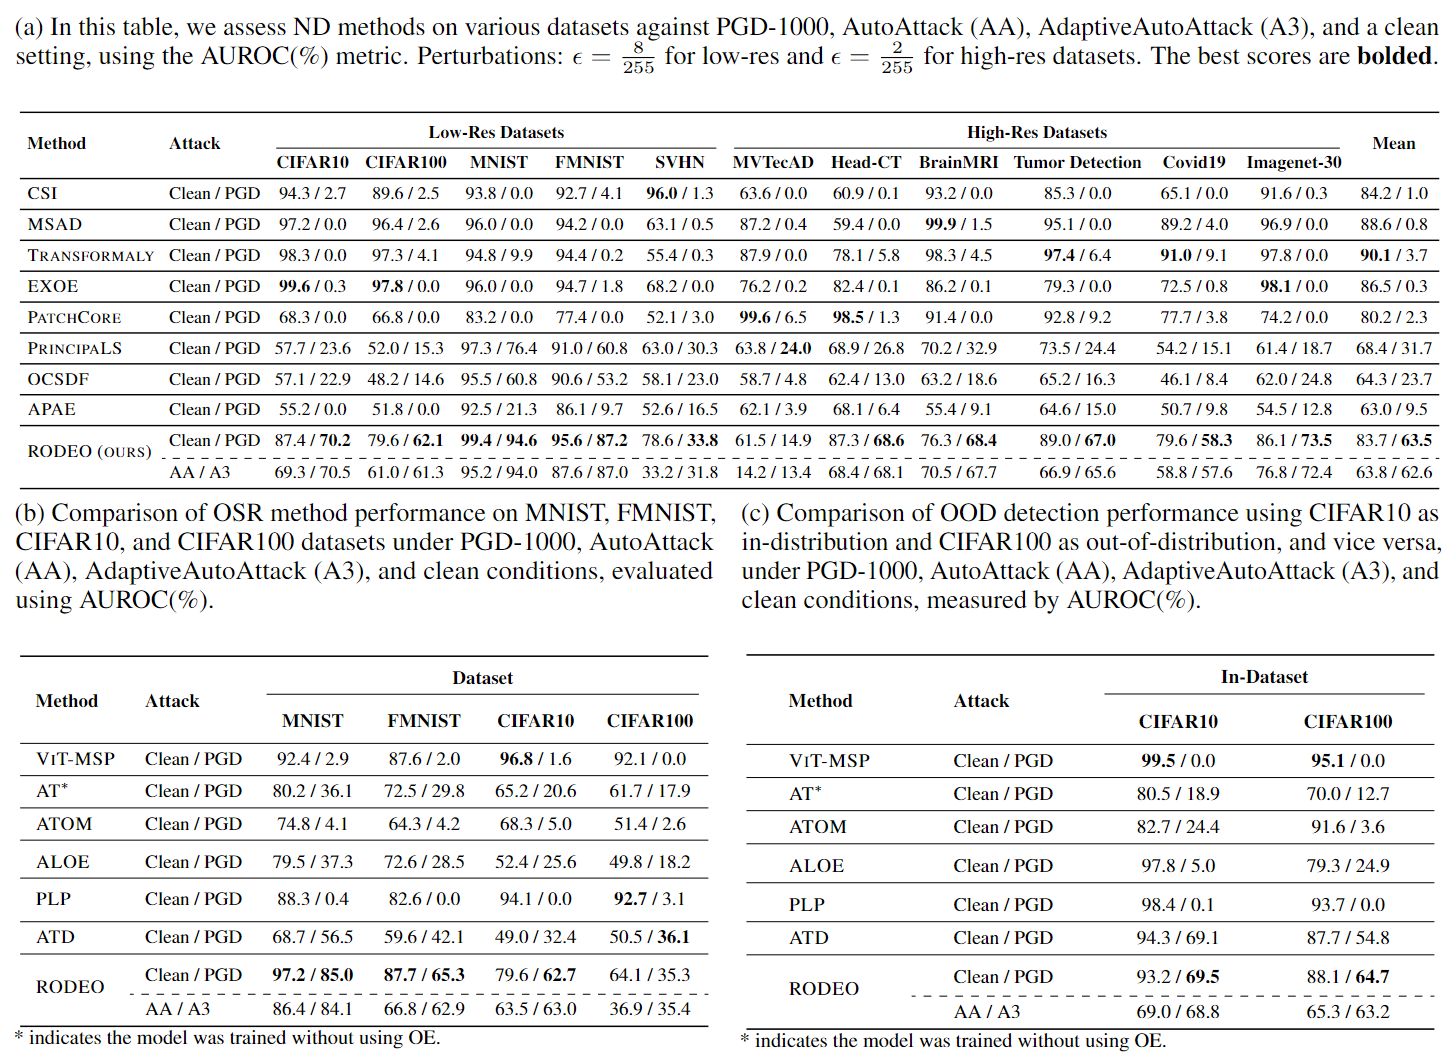 (a) In this table, we assess ND methods on various datasets against PGD-1000, AutoAttack (AA), AdaptiveAutoAttack (A3), and a clean
setting, using the AUROC(%) metric. Perturbations: ϵ = 8/255 for low-res and ϵ = 2/255 for high-res datasets. The best scores are bolded.
Method Attack Low-Res Datasets High-Res Datasets Mean
CIFAR10 CIFAR100 MNIST FMNIST SVHN MVTecAD Head-CT BrainMRI Tumor Detection Covid19 Imagenet-30
CSI Clean / PGD 94.3 / 2.7 89.6 / 2.5 93.8 / 0.0 92.7 / 4.1 96.0 / 1.3 63.6 / 0.0 60.9 / 0.1 93.2 / 0.0 85.3 / 0.0 65.1 / 0.0 91.6 / 0.3 84.2 / 1.0
MSAD Clean / PGD 97.2 / 0.0 96.4 / 2.6 96.0 / 0.0 94.2 / 0.0 63.1 / 0.5 87.2 / 0.4 59.4 / 0.0 99.9 / 1.5 95.1 / 0.0 89.2 / 4.0 96.9 / 0.0 88.6 / 0.8
TRANSFORMALY Clean / PGD 98.3 / 0.0 97.3 / 4.1 94.8 / 9.9 94.4 / 0.2 55.4 / 0.3 87.9 / 0.0 78.1 / 5.8 98.3 / 4.5 97.4 / 6.4 91.0 / 9.1 97.8 / 0.0 90.1 / 3.7
EXOE Clean / PGD 99.6 / 0.3 97.8 / 0.0 96.0 / 0.0 94.7 / 1.8 68.2 / 0.0 76.2 / 0.2 82.4 / 0.1 86.2 / 0.1 79.3 / 0.0 72.5 / 0.8 98.1 / 0.0 86.5 / 0.3
PATCHCORE Clean / PGD 68.3 / 0.0 66.8 / 0.0 83.2 / 0.0 77.4 / 0.0 52.1 / 3.0 99.6 / 6.5 98.5 / 1.3 91.4 / 0.0 92.8 / 9.2 77.7 / 3.8 74.2 / 0.0 80.2 / 2.3
PRINCIPALS Clean / PGD 57.7 / 23.6 52.0 / 15.3 97.3 / 76.4 91.0 / 60.8 63.0 / 30.3 63.8 / 24.0 68.9 / 26.8 70.2 / 32.9 73.5 / 24.4 54.2 / 15.1 61.4 / 18.7 68.4 / 31.7
OCSDF Clean / PGD 57.1 / 22.9 48.2 / 14.6 95.5 / 60.8 90.6 / 53.2 58.1 / 23.0 58.7 / 4.8 62.4 / 13.0 63.2 / 18.6 65.2 / 16.3 46.1 / 8.4 62.0 / 24.8 64.3 / 23.7
APAE Clean / PGD 55.2 / 0.0 51.8 / 0.0 92.5 / 21.3 86.1 / 9.7 52.6 / 16.5 62.1 / 3.9 68.1 / 6.4 55.4 / 9.1 64.6 / 15.0 50.7 / 9.8 54.5 / 12.8 63.0 / 9.5
RODEO (OURS) Clean / PGD 87.4 / 70.2 79.6 / 62.1 99.4 / 94.6 95.6 / 87.2 78.6 / 33.8 61.5 / 14.9 87.3 / 68.6 76.3 / 68.4 89.0 / 67.0 79.6 / 58.3 86.1 / 73.5 83.7 / 63.5
AA / A3 69.3 / 70.5 61.0 / 61.3 95.2 / 94.0 87.6 / 87.0 33.2 / 31.8 14.2 / 13.4 68.4 / 68.1 70.5 / 67.7 66.9 / 65.6 58.8 / 57.6 76.8 / 72.4 63.8 / 62.6
(b) Comparison of OSR method performance on MNIST, FMNIST,
CIFAR10, and CIFAR100 datasets under PGD-1000, AutoAttack
(AA), AdaptiveAutoAttack (A3), and clean conditions, evaluated
using AUROC(%).
Method Attack Dataset
MNIST FMNIST CIFAR10 CIFAR100
VIT-MSP Clean / PGD 92.4 / 2.9 87.6 / 2.0 96.8 / 1.6 92.1 / 0.0
AT* Clean / PGD 80.2 / 36.1 72.5 / 29.8 65.2 / 20.6 61.7 / 17.9
ATOM Clean / PGD 74.8 / 4.1 64.3 / 4.2 68.3 / 5.0 51.4 / 2.6
ALOE Clean / PGD 79.5 / 37.3 72.6 / 28.5 52.4 / 25.6 49.8 / 18.2
PLP Clean / PGD 88.3 / 0.4 82.6 / 0.0 94.1 / 0.0 92.7 / 3.1
ATD Clean / PGD 68.7 / 56.5 59.6 / 42.1 49.0 / 32.4 50.5 / 36.1
RODEO Clean / PGD 97.2 / 85.0 87.7 / 65.3 79.6 / 62.7 64.1 / 35.3
AA / A3 86.4 / 84.1 66.8 / 62.9 63.5 / 63.0 36.9 / 35.4
* indicates the model was trained without using OE.
(c) Comparison of OOD detection performance using CIFAR10 as
in-distribution and CIFAR100 as out-of-distribution, and vice versa,
under PGD-1000, AutoAttack (AA), AdaptiveAutoAttack (A3), and
clean conditions, measured by AUROC(%).
Method Attack In-Dataset
CIFAR10 CIFAR100
VIT-MSP Clean / PGD 99.5 / 0.0 95.1 / 0.0
AT* Clean / PGD 80.5 / 18.9 70.0 / 12.7
ATOM Clean / PGD 82.7 / 24.4 91.6 / 3.6
ALOE Clean / PGD 97.8 / 5.0 79.3 / 24.9
PLP Clean / PGD 98.4 / 0.1 93.7 / 0.0
ATD Clean / PGD 94.3 / 69.1 87.7 / 54.8
RODEO Clean / PGD 93.2 / 69.5 88.1 / 64.7
AA / A3 69.0 / 68.8 65.3 / 63.2
* indicates the model was trained without using OE.